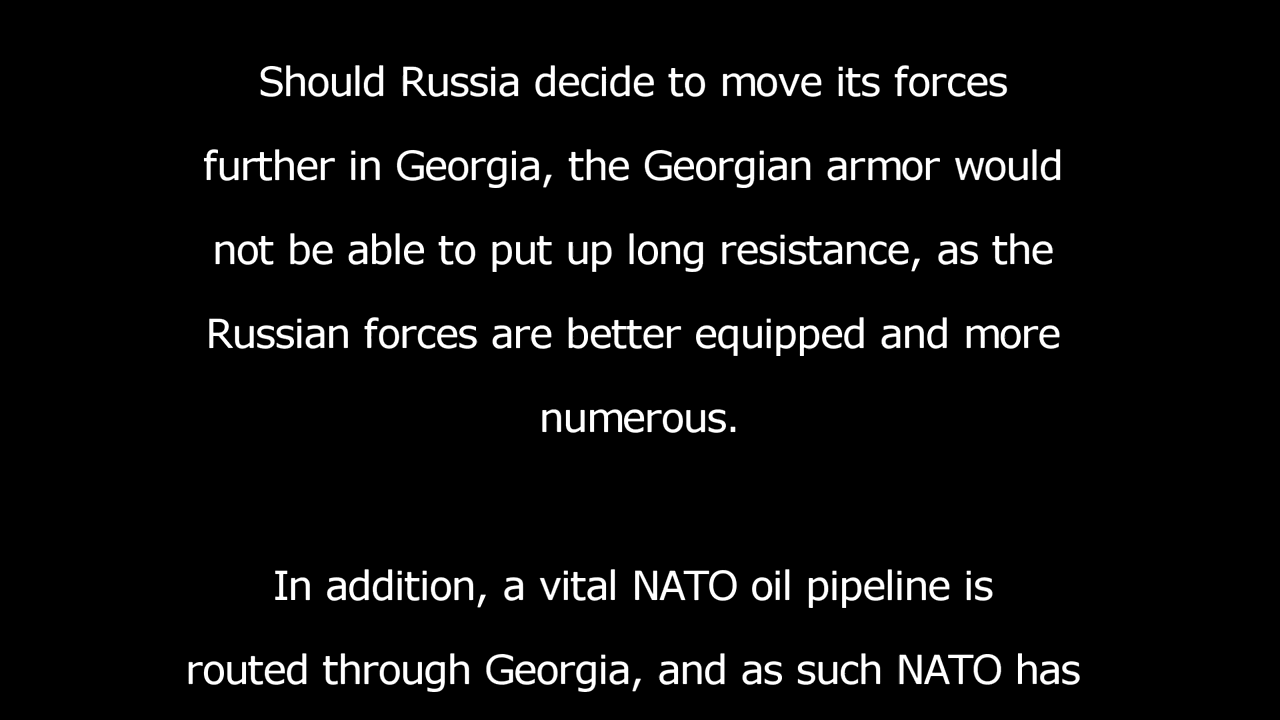 Should Russia decide to move its forces
further in Georgia, the Georgian armor would
not be able to put up long resistance, as the
Russian forces are better equipped and more
numerous.
In addition, a vital NATO oil pipeline is
routed through Georgia, and as such NATO has